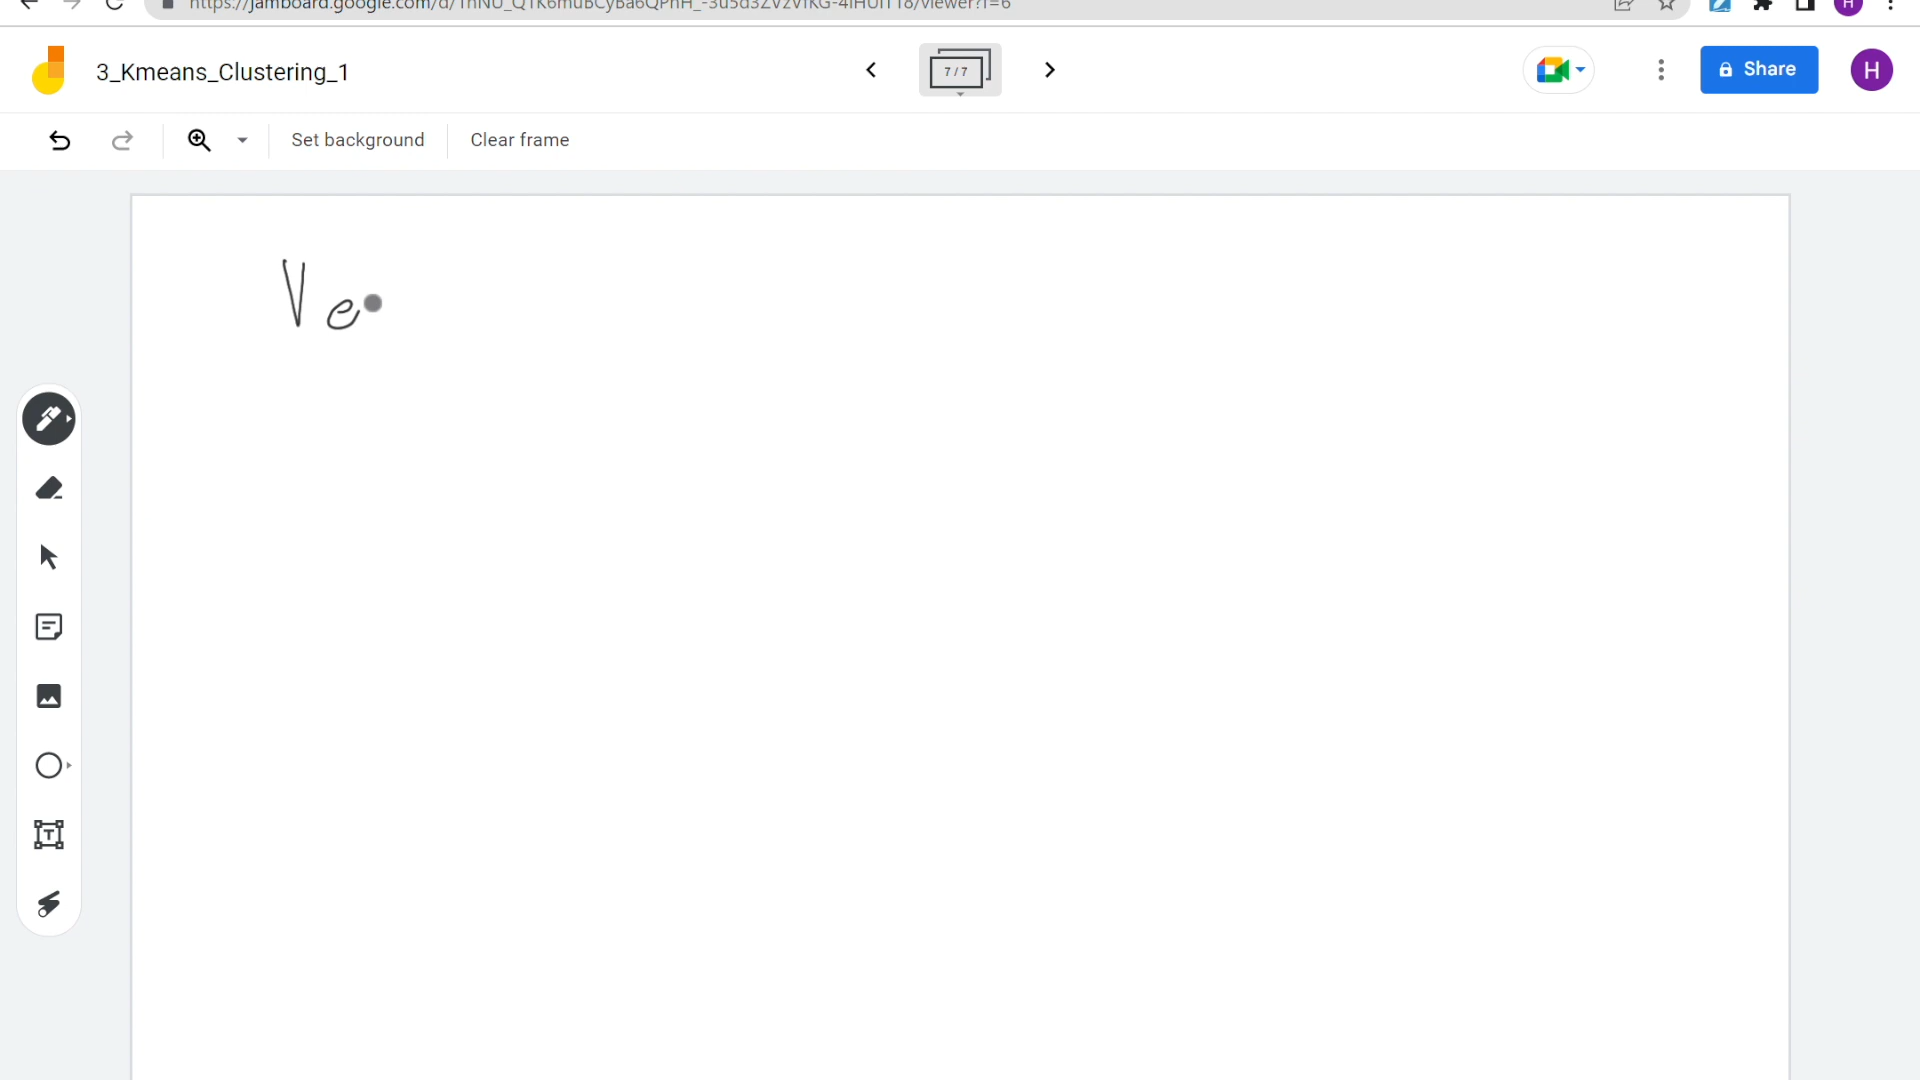 3_Kmeans_Clustering_1
7 / 7
Share
H
Set background
Clear frame
Ve